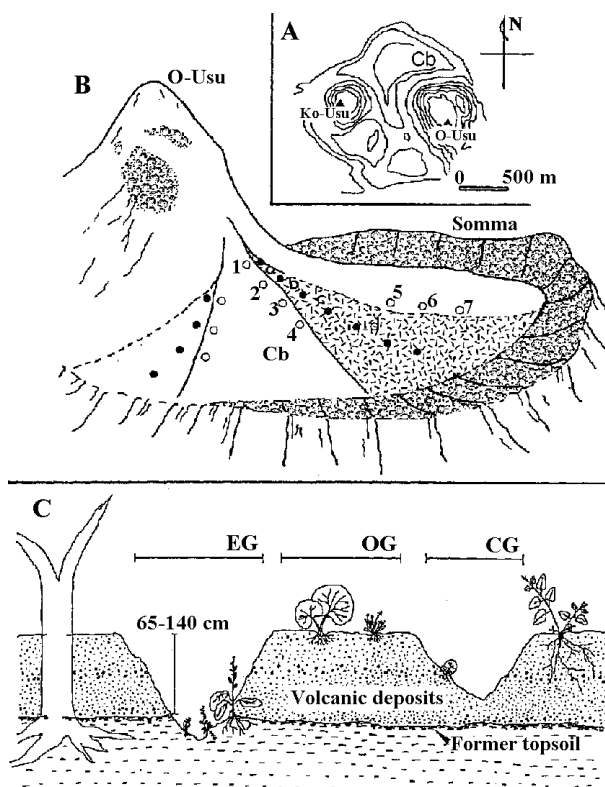 A
N
Cb
Ko-Usu
O-Usu
0 500 m
B
O-Usu
Somma
1
2
3
4
5
6
7
Cb
C
EG OG CG
65-140 cm
Volcanic deposits
Former topsoil